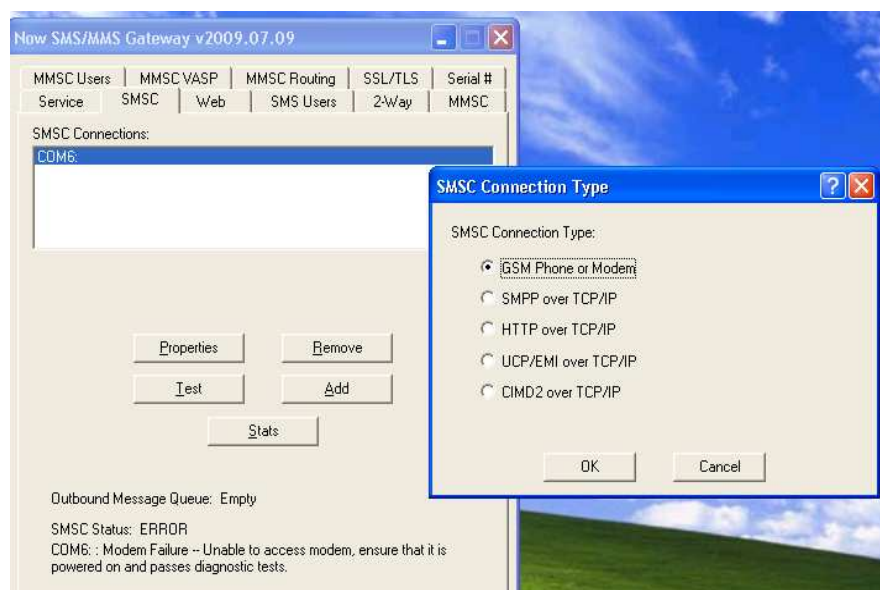 Now SMS/MMS Gateway v2009.07.09
MMSC Users MMSC VASP MMSC Routing SSL/TLS Serial #
Service SMSC Web SMS Users 2-Way MMSC
SMSC Connections:
COM6:
Properties Remove
Test Add
Stats
Outbound Message Queue: Empty
SMSC Status: ERROR
COM6: : Modem Failure -- Unable to access modem, ensure that it is
powered on and passes diagnostic tests.
SMSC Connection Type
SMSC Connection Type:
GSM Phone or Modem
SMPP over TCP/IP
HTTP over TCP/IP
UCP/EMI over TCP/IP
CIMD2 over TCP/IP
OK Cancel